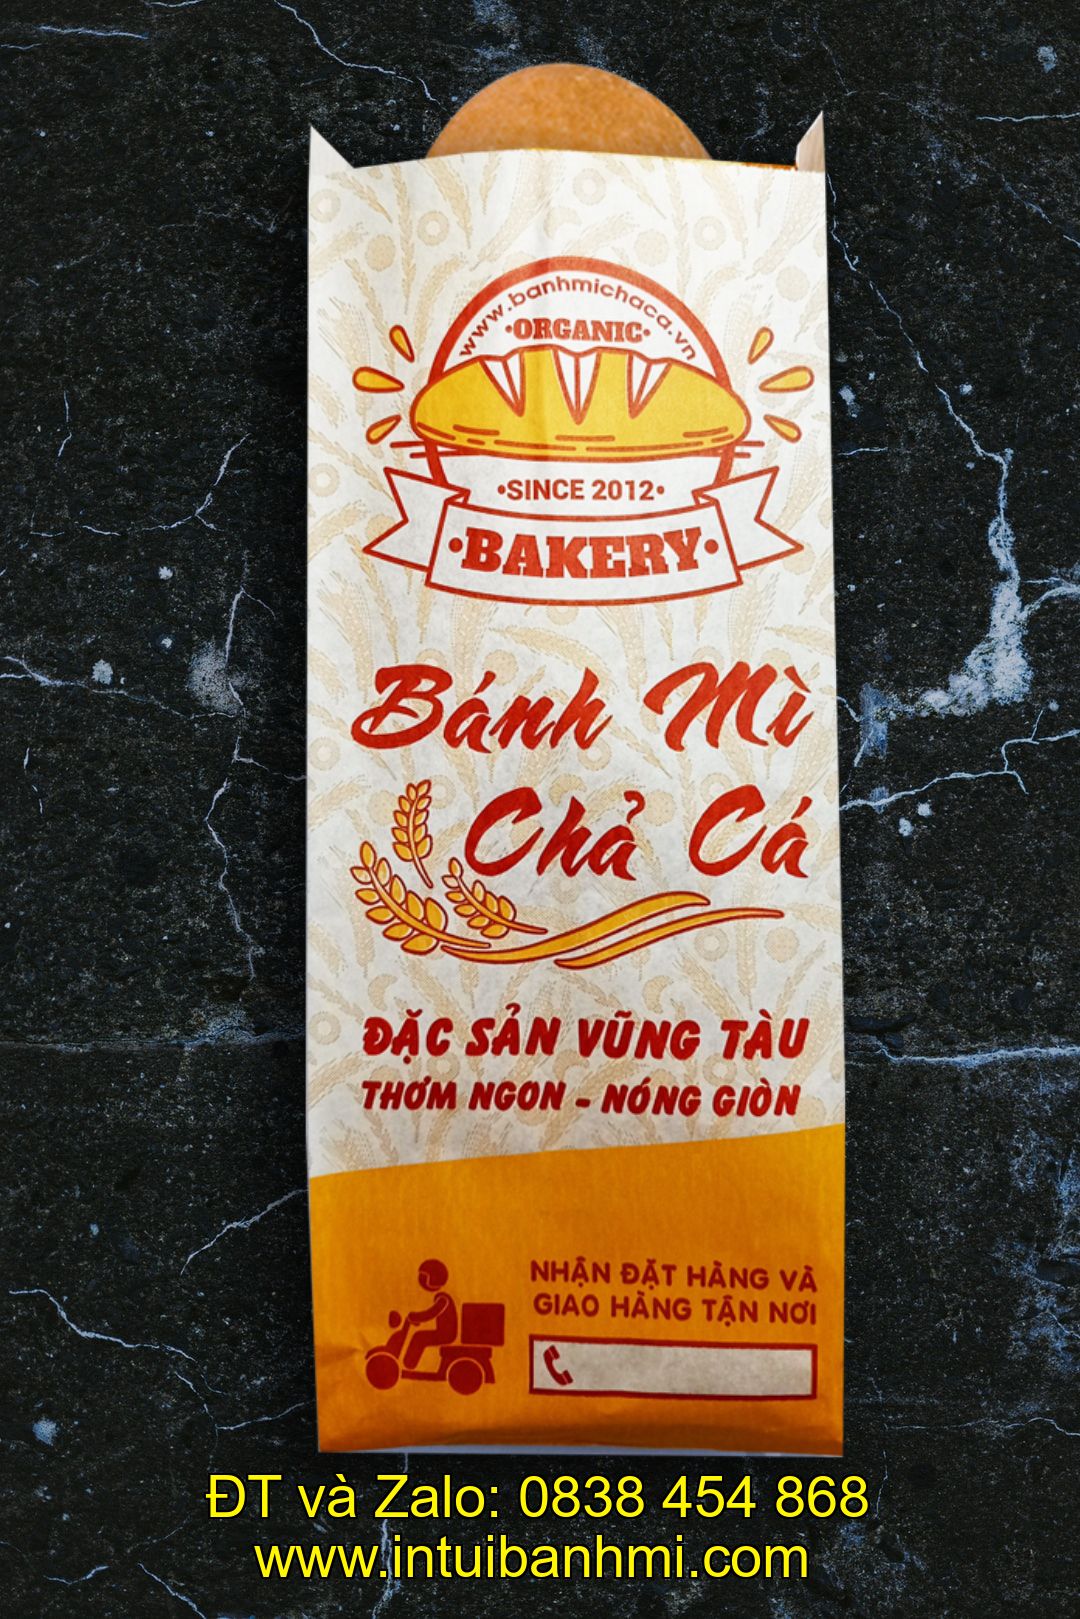 www.banhmichaca.vn
•ORGANIC•
•SINCE 2012•
•BAKERY•
Bánh Mì
Chả Cá
ĐẶC SẢN VŨNG TÀU
THƠM NGON - NÓNG GIÒN
NHẬN ĐẶT HÀNG VÀ
GIAO HÀNG TẬN NƠI
ĐT và Zalo: 0838 454 868
www.intuibanhmi.com